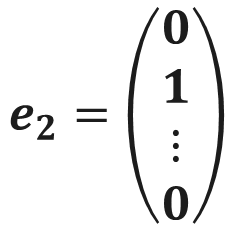 e₂ = (0
1
⋮
0)